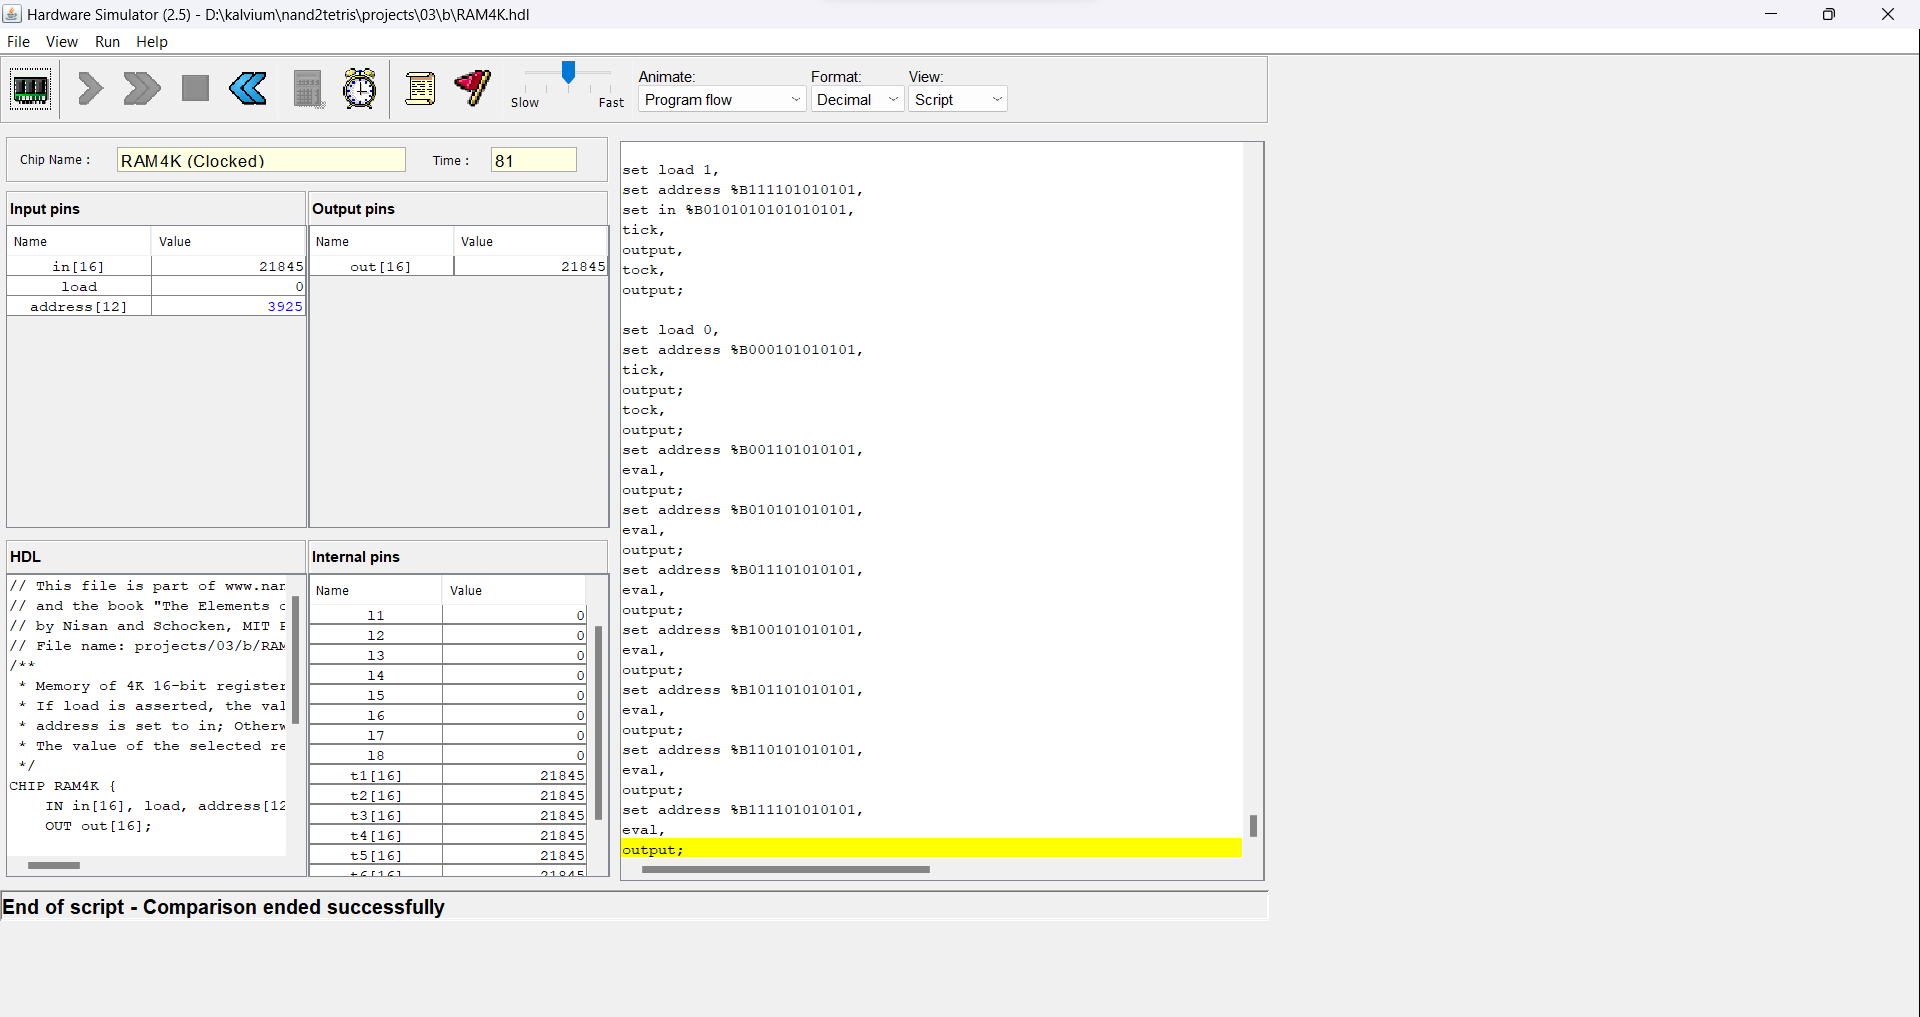 Hardware Simulator (2.5) - D:\kalvium\nand2tetris\projects\03\b\RAM4K.hdl
File View Run Help
Slow Fast
Animate: Format: View:
Program flow Decimal Script
Chip Name : RAM4K (Clocked) Time : 81
Input pins
Name Value
in[16] 21845
load 0
address[12] 3925
Output pins
Name Value
out[16] 21845
HDL
// This file is part of www.nan
// and the book "The Elements o
// by Nisan and Schocken, MIT P
// File name: projects/03/b/RAM
/**
* Memory of 4K 16-bit register
* If load is asserted, the val
* address is set to in; Otherw
* The value of the selected re
*/
CHIP RAM4K {
IN in[16], load, address[12
OUT out[16];
Internal pins
Name Value
l1 0
l2 0
l3 0
l4 0
l5 0
l6 0
l7 0
l8 0
t1[16] 21845
t2[16] 21845
t3[16] 21845
t4[16] 21845
t5[16] 21845
t6[16] 21845
set load 1,
set address %B111101010101,
set in %B0101010101010101,
tick,
output,
tock,
output;
set load 0,
set address %B000101010101,
tick,
output;
tock,
output;
set address %B001101010101,
eval,
output;
set address %B010101010101,
eval,
output;
set address %B011101010101,
eval,
output;
set address %B100101010101,
eval,
output;
set address %B101101010101,
eval,
output;
set address %B110101010101,
eval,
output;
set address %B111101010101,
eval,
output;
End of script - Comparison ended successfully